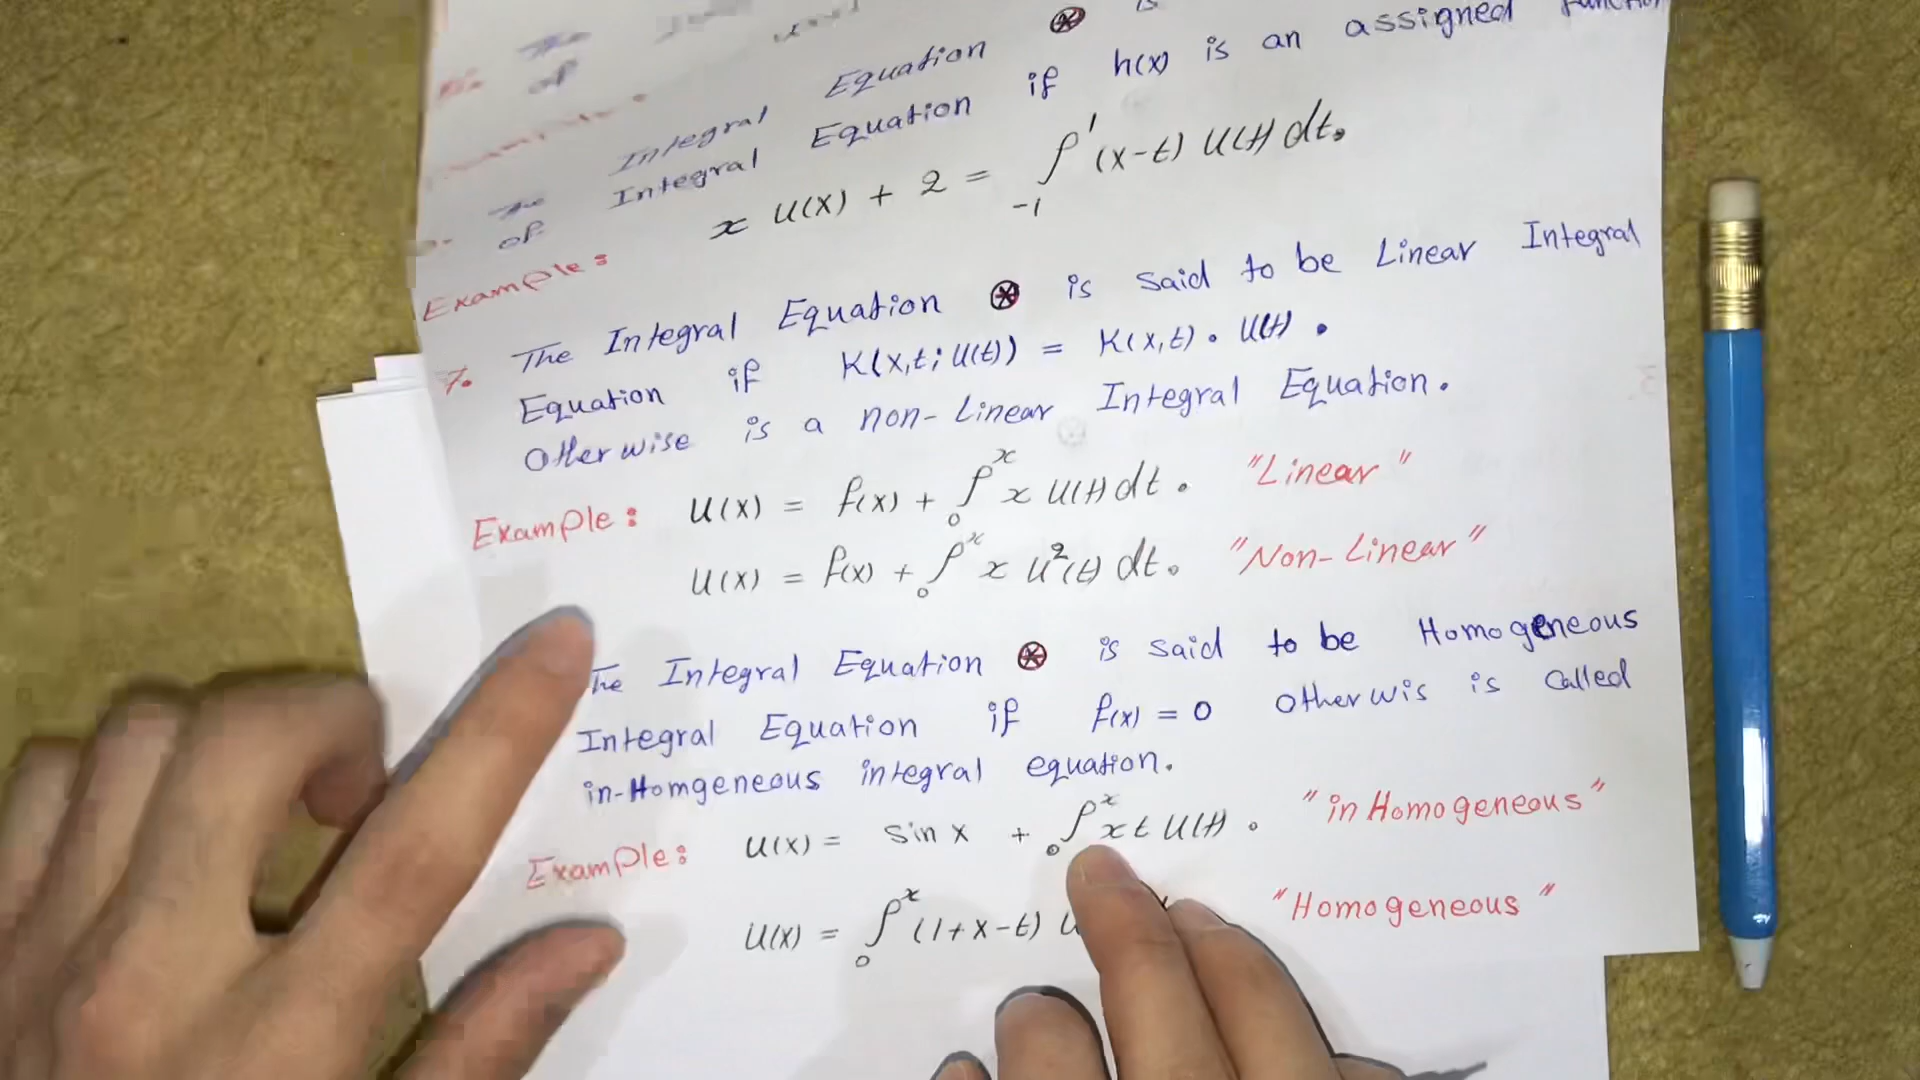 Integral Equation ⊛ is
of Integral Equation if h(x) is an assigned function
Example: x u(x) + 2 = ∫₋₁¹ (x-t) u(t) dt.
7. The Integral Equation ⊛ is said to be Linear Integral
Equation if K(x,t; u(t)) = K(x,t) . u(t) .
Otherwise is a non-Linear Integral Equation.
Example: u(x) = f(x) + ∫₀ˣ x u(t) dt . "Linear"
u(x) = f(x) + ∫₀ˣ x u²(t) dt. "Non-Linear"
The Integral Equation ⊛ is said to be Homogeneous
Integral Equation if f(x) = 0 otherwis is called
in-Homgeneous integral equation.
Example: u(x) = sin x + ∫₀ˣ xt u(t) . "in Homogeneous"
u(x) = ∫₀ˣ (1+x-t) u "Homogeneous"